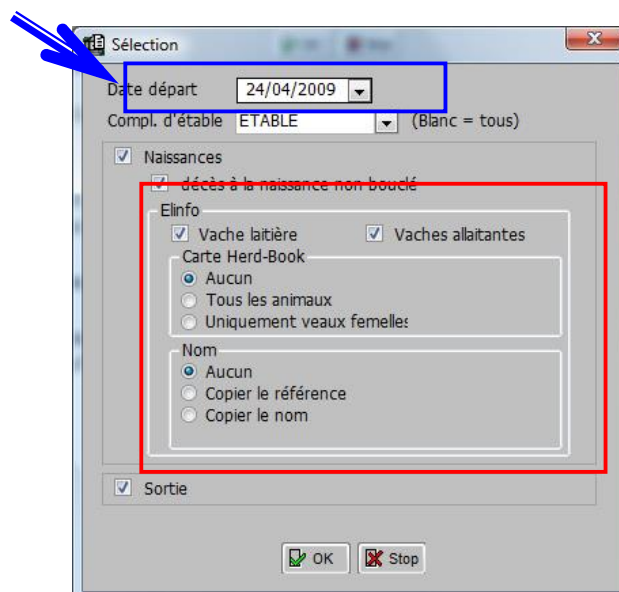 Sélection
Date départ 24/04/2009
Compl. d'étable ETABLE (Blanc = tous)
Naissances
décès à la naissance non bouclé
Elinfo
Vache laitière Vaches allaitantes
Carte Herd-Book
Aucun
Tous les animaux
Uniquement veaux femelles
Nom
Aucun
Copier le référence
Copier le nom
Sortie
OK Stop